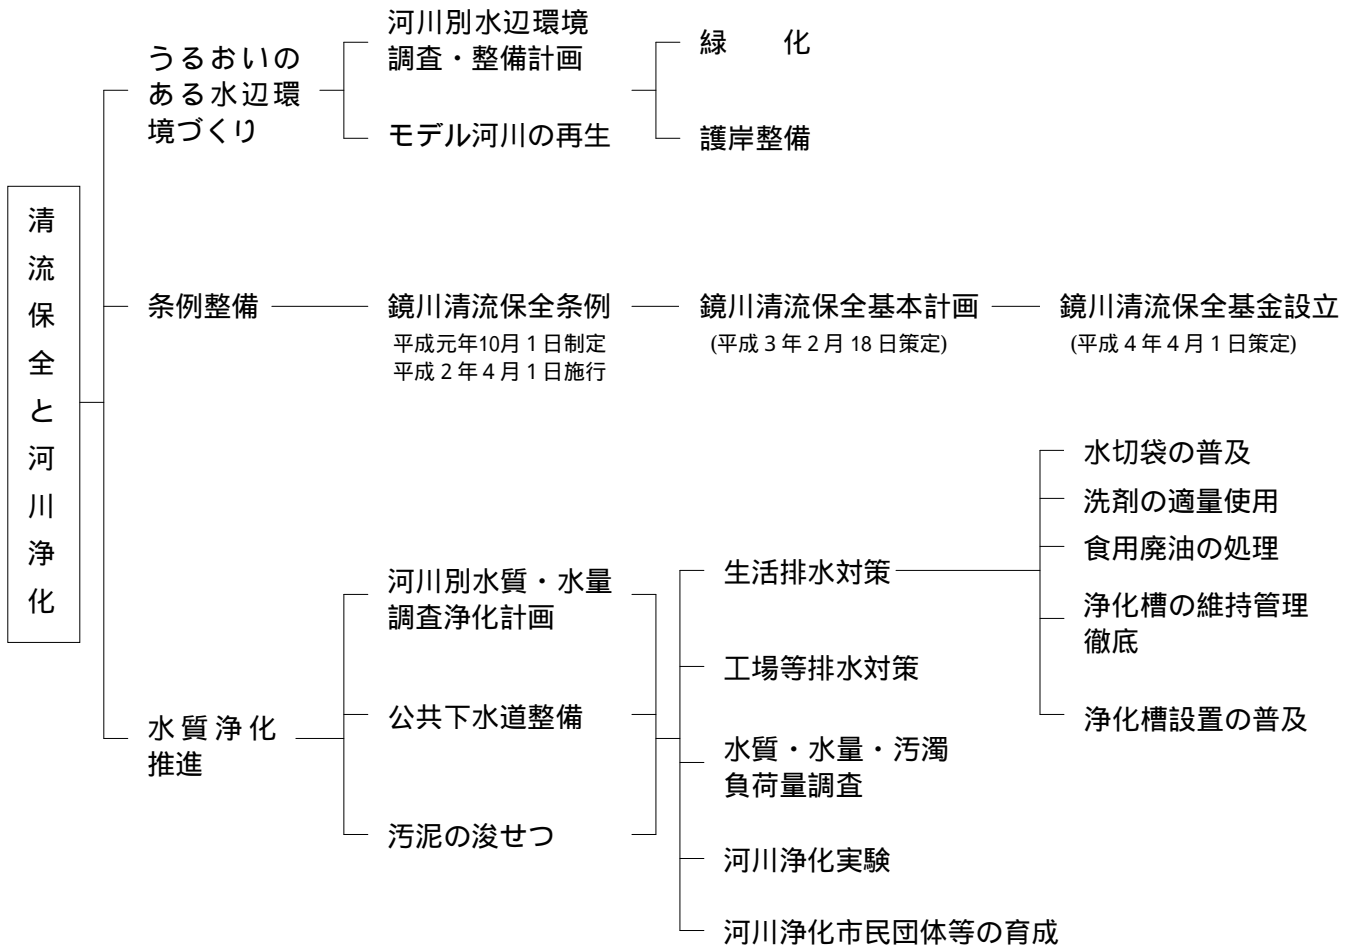 清流保全と河川浄化
うるおいの
ある水辺環
境づくり
河川別水辺環境
調査・整備計画
モデル河川の再生
緑　　化
護岸整備
条例整備
鏡川清流保全条例
平成元年10月1日制定
平成2年4月1日施行
鏡川清流保全基本計画
(平成3年2月18日策定)
鏡川清流保全基金設立
(平成4年4月1日策定)
水質浄化
推進
河川別水質・水量
調査浄化計画
公共下水道整備
汚泥の浚せつ
生活排水対策
工場等排水対策
水質・水量・汚濁
負荷量調査
河川浄化実験
河川浄化市民団体等の育成
水切袋の普及
洗剤の適量使用
食用廃油の処理
浄化槽の維持管理
徹底
浄化槽設置の普及